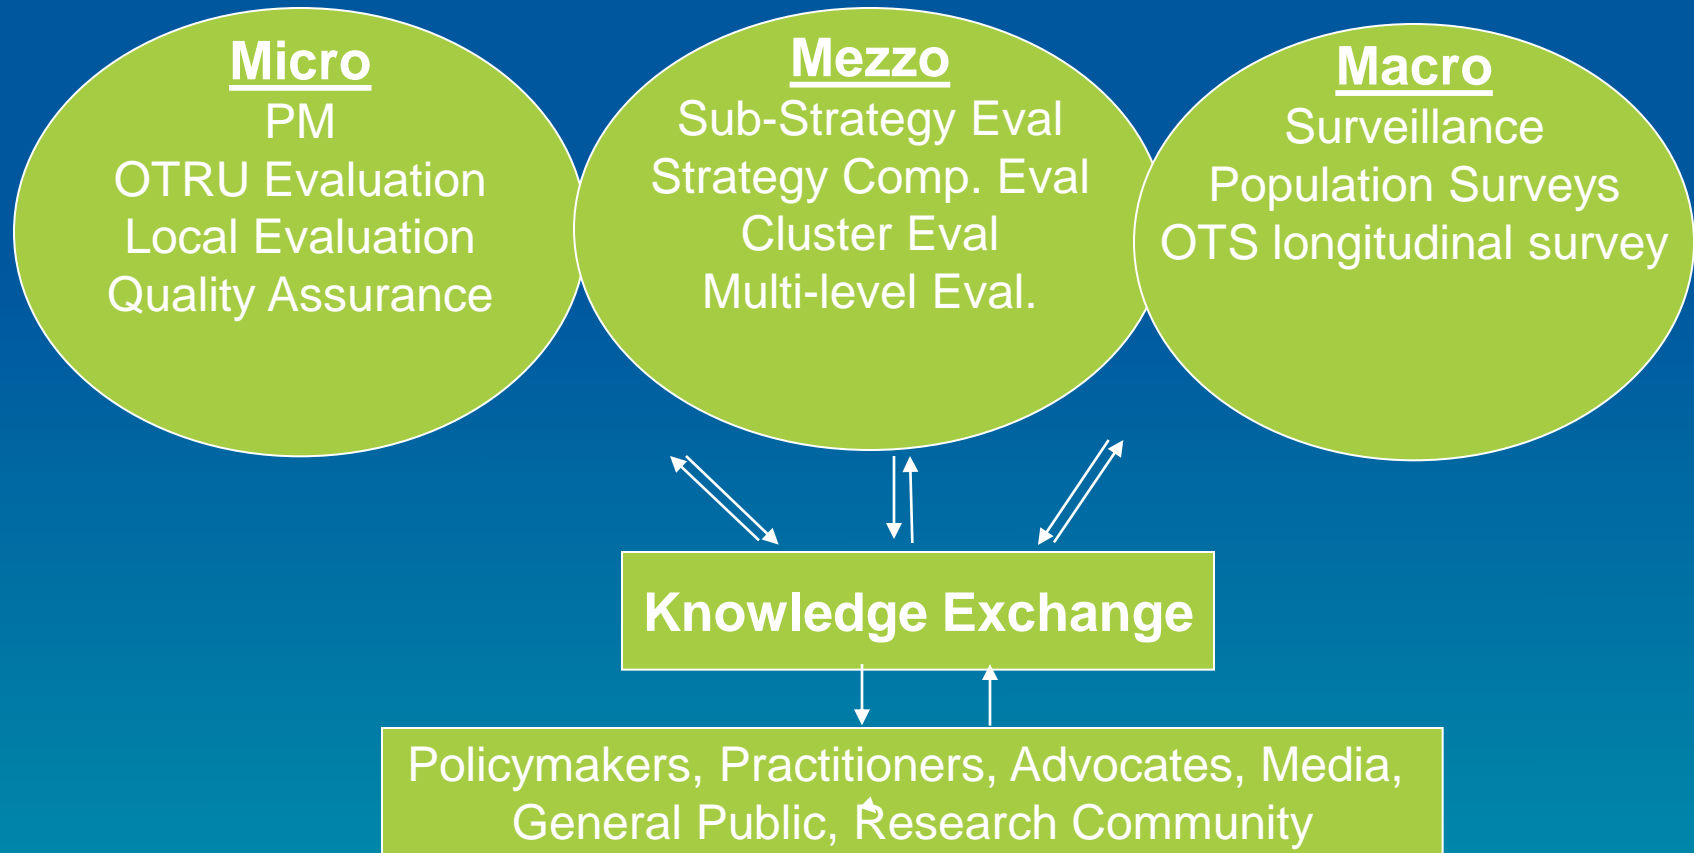 Micro
PM
OTRU Evaluation
Local Evaluation
Quality Assurance
Mezzo
Sub-Strategy Eval
Strategy Comp. Eval
Cluster Eval
Multi-level Eval.
Macro
Surveillance
Population Surveys
OTS longitudinal survey
Knowledge Exchange
Policymakers, Practitioners, Advocates, Media,
General Public, Research Community